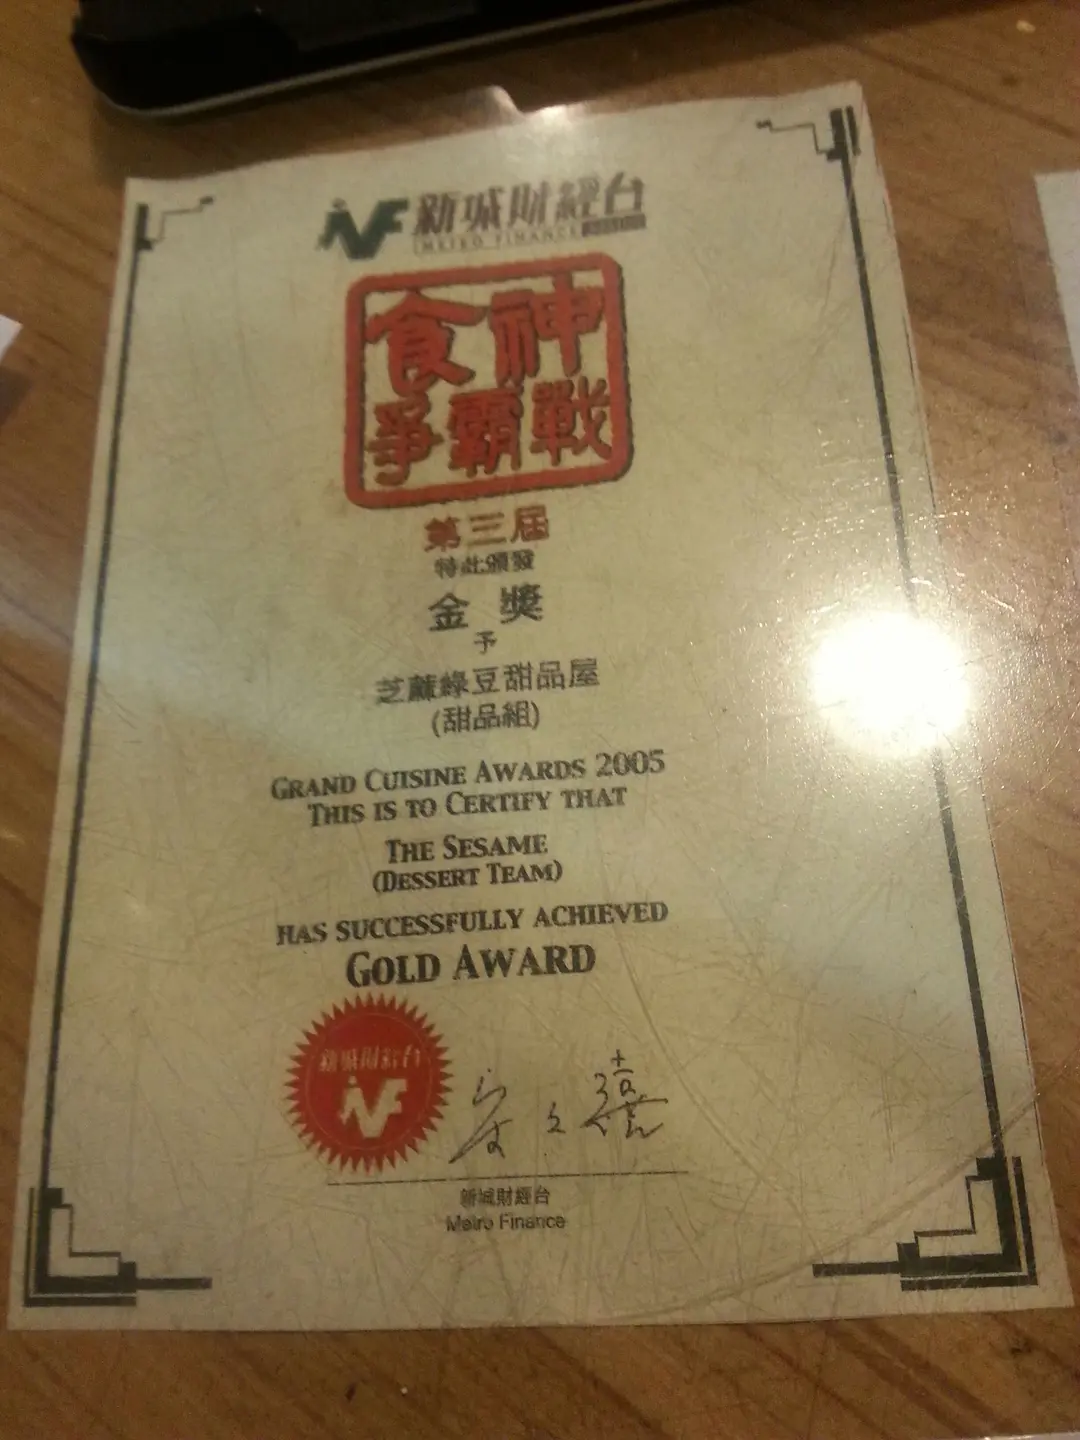 新城財經台
METRO FINANCE
食神
爭霸戰
第三屆
特此頒發
金獎
予
芝蔴綠豆甜品屋
(甜品組)
GRAND CUISINE AWARDS 2005
THIS IS TO CERTIFY THAT
THE SESAME
(DESSERT TEAM)
HAS SUCCESSFULLY ACHIEVED
GOLD AWARD
新城財經台
新城財經台
Metro Finance